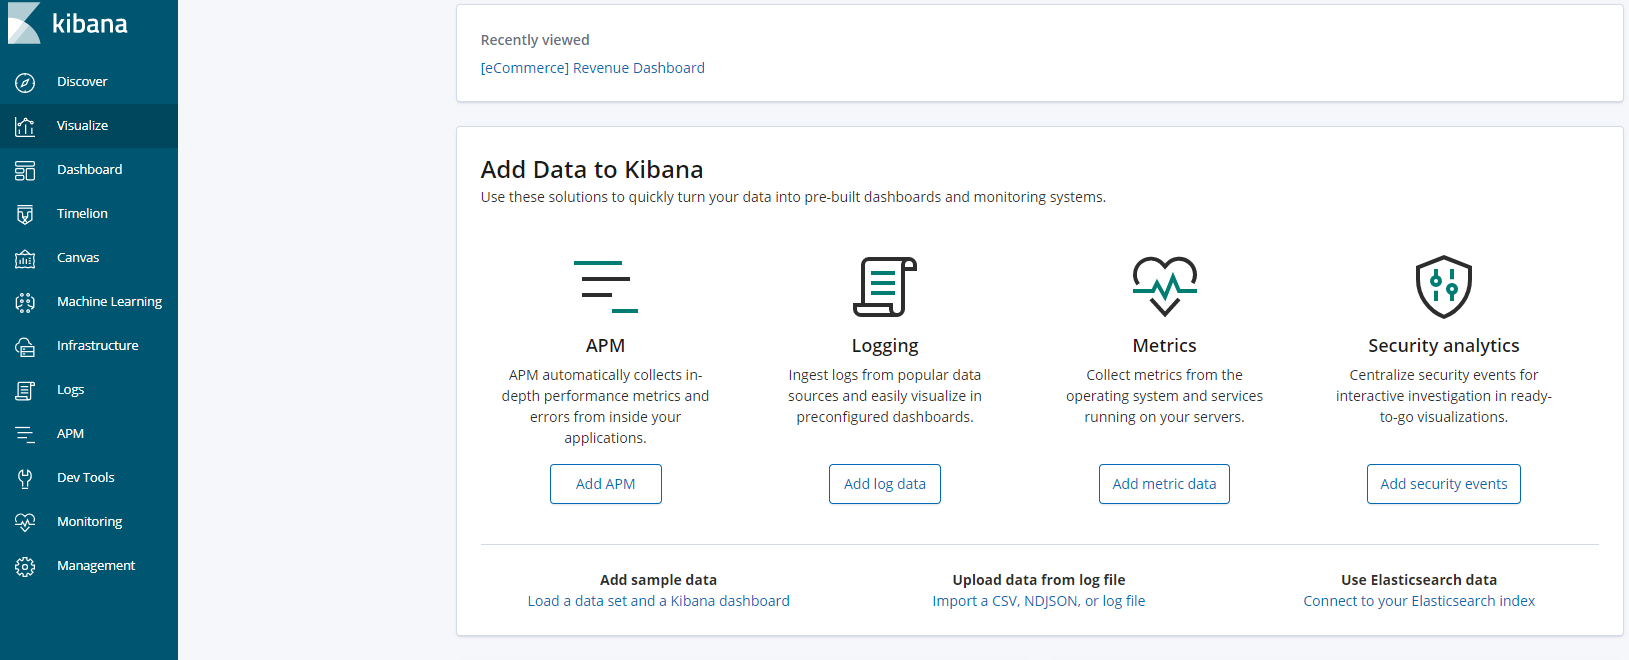 kibana
Discover
Visualize
Dashboard
Timelion
Canvas
Machine Learning
Infrastructure
Logs
APM
Dev Tools
Monitoring
Management
Recently viewed
[eCommerce] Revenue Dashboard
Add Data to Kibana
Use these solutions to quickly turn your data into pre-built dashboards and monitoring systems.
APM
APM automatically collects in-
depth performance metrics and
errors from inside your
applications.
Add APM
Logging
Ingest logs from popular data
sources and easily visualize in
preconfigured dashboards.
Add log data
Metrics
Collect metrics from the
operating system and services
running on your servers.
Add metric data
Security analytics
Centralize security events for
interactive investigation in ready-
to-go visualizations.
Add security events
Add sample data
Load a data set and a Kibana dashboard
Upload data from log file
Import a CSV, NDJSON, or log file
Use Elasticsearch data
Connect to your Elasticsearch index